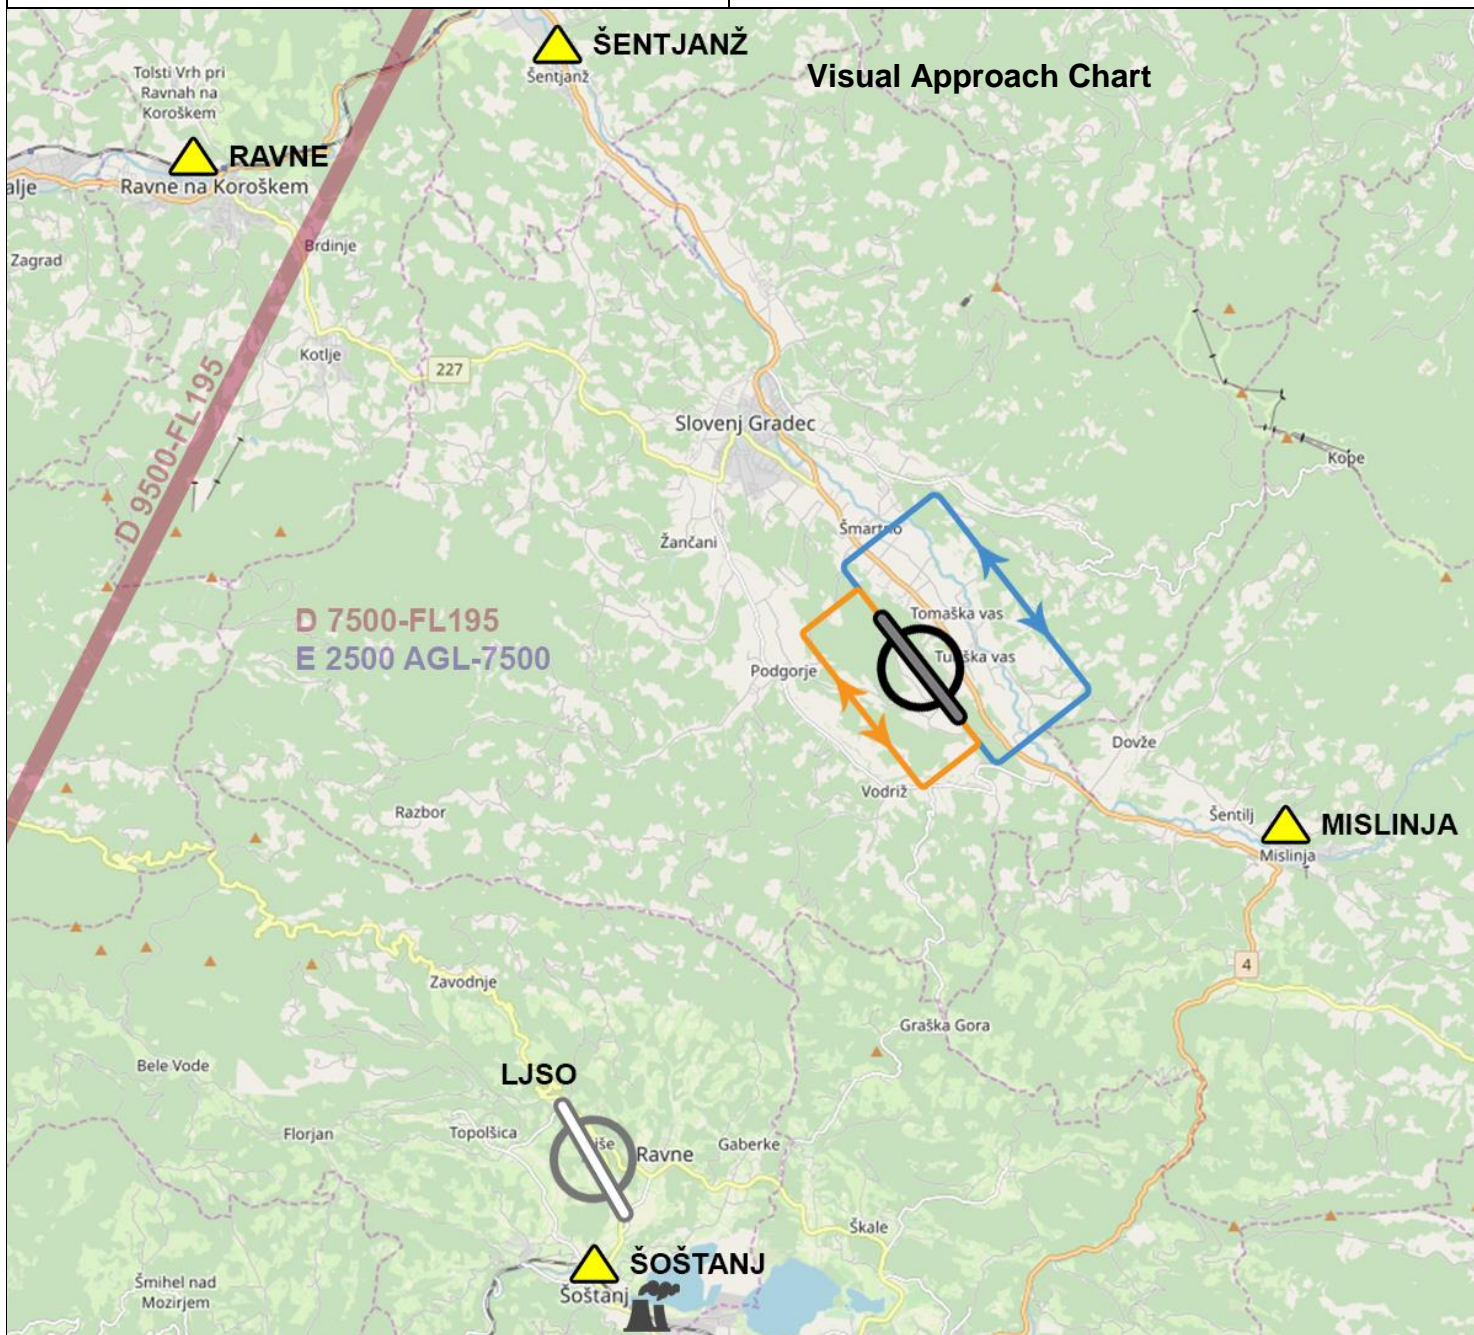 ŠENTJANŽ
Šentjanž
Visual Approach Chart
Tolsti Vrh pri
Ravnah na
Koroškem
RAVNE
alje
Ravne na Koroškem
Brdinje
Zagrad
Kotlje
227
D 9500-FL195
Slovenj Gradec
Kope
Šmartno
Žančani
Tomaška vas
D 7500-FL195
E 2500 AGL-7500
Podgorje
Dovže
Vodriž
Razbor
Šentilj
MISLINJA
Mislinja
4
Zavodnje
Graška Gora
Bele Vode
LJSO
Florjan
Topolšica
Ravne
Gaberke
Škale
ŠOŠTANJ
Šoštanj
Šmihel nad
Mozirjem